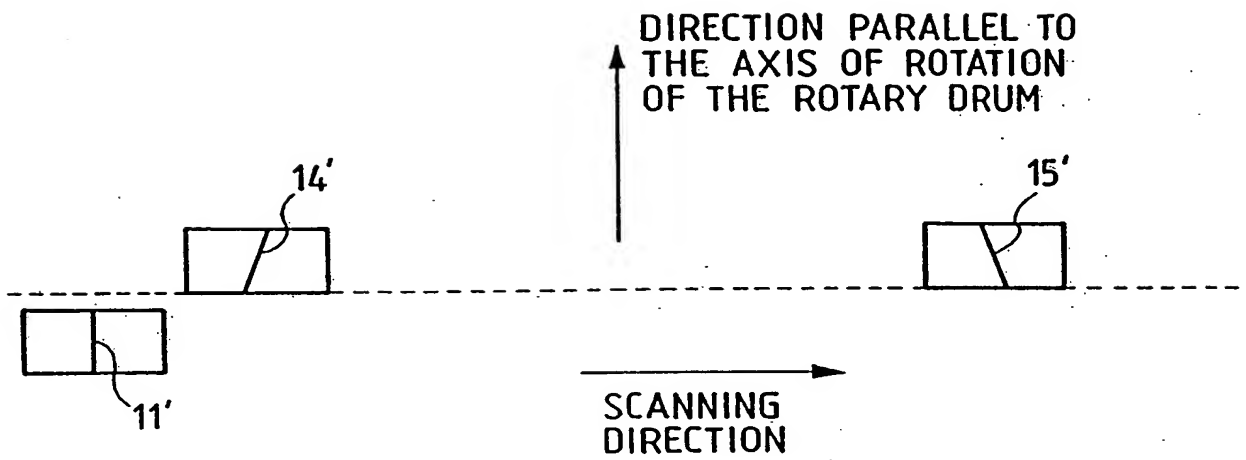 DIRECTION PARALLEL TO
THE AXIS OF ROTATION
OF THE ROTARY DRUM
14'
15'
11'
SCANNING
DIRECTION